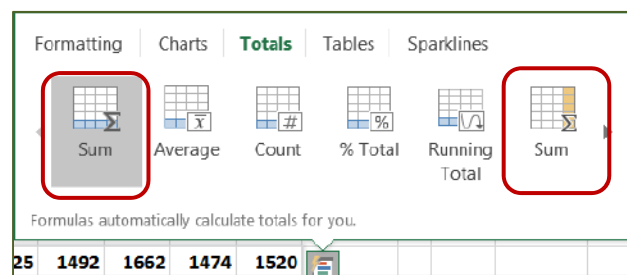 Formatting Charts Totals Tables Sparklines
Sum Average Count % Total Running Total Sum
Formulas automatically calculate totals for you.
25 1492 1662 1474 1520